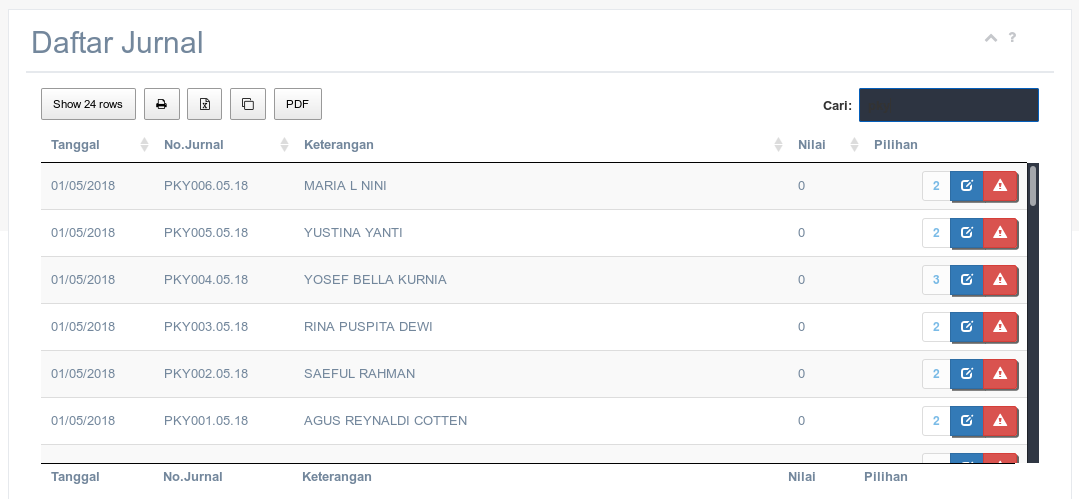 Daftar Jurnal
?
Show 24 rows PDF Cari:
Tanggal No.Jurnal Keterangan Nilai Pilihan
01/05/2018 PKY006.05.18 MARIA L NINI 0 2
01/05/2018 PKY005.05.18 YUSTINA YANTI 0 2
01/05/2018 PKY004.05.18 YOSEF BELLA KURNIA 0 3
01/05/2018 PKY003.05.18 RINA PUSPITA DEWI 0 2
01/05/2018 PKY002.05.18 SAEFUL RAHMAN 0 2
01/05/2018 PKY001.05.18 AGUS REYNALDI COTTEN 0 2
Tanggal No.Jurnal Keterangan Nilai Pilihan